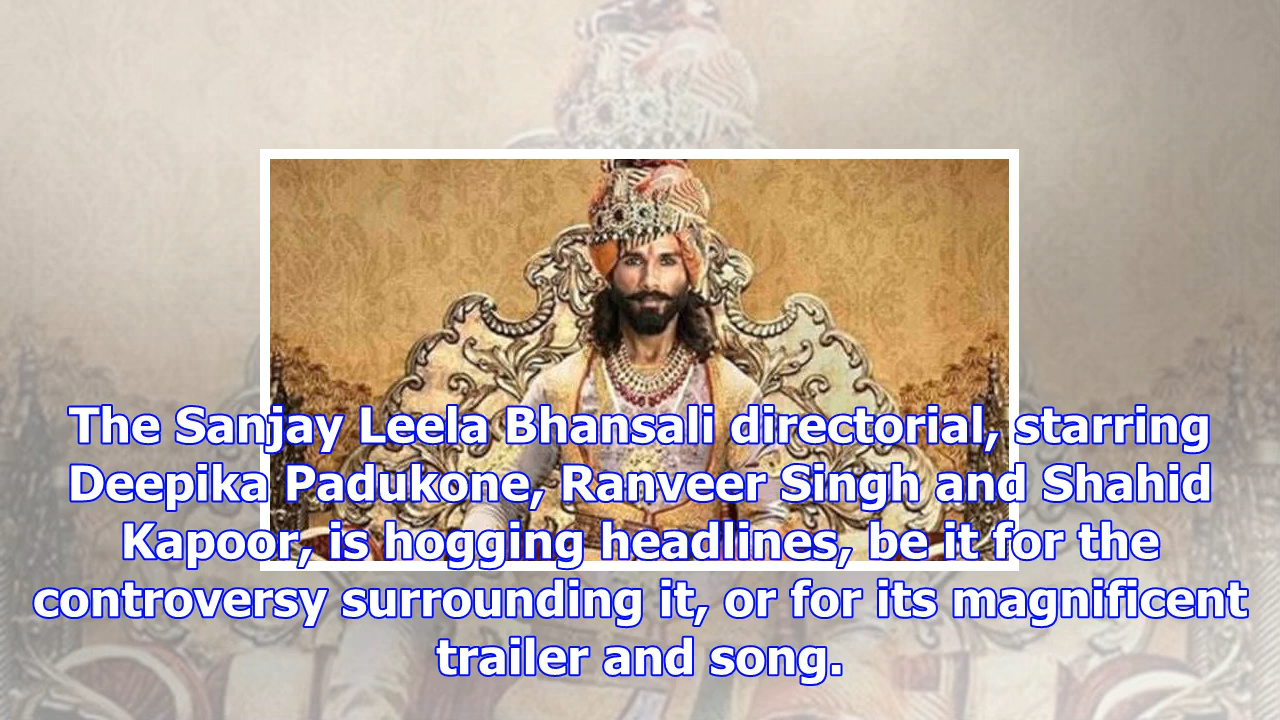 The Sanjay Leela Bhansali directorial, starring
Deepika Padukone, Ranveer Singh and Shahid
Kapoor, is hogging headlines, be it for the
controversy surrounding it, or for its magnificent
trailer and song.